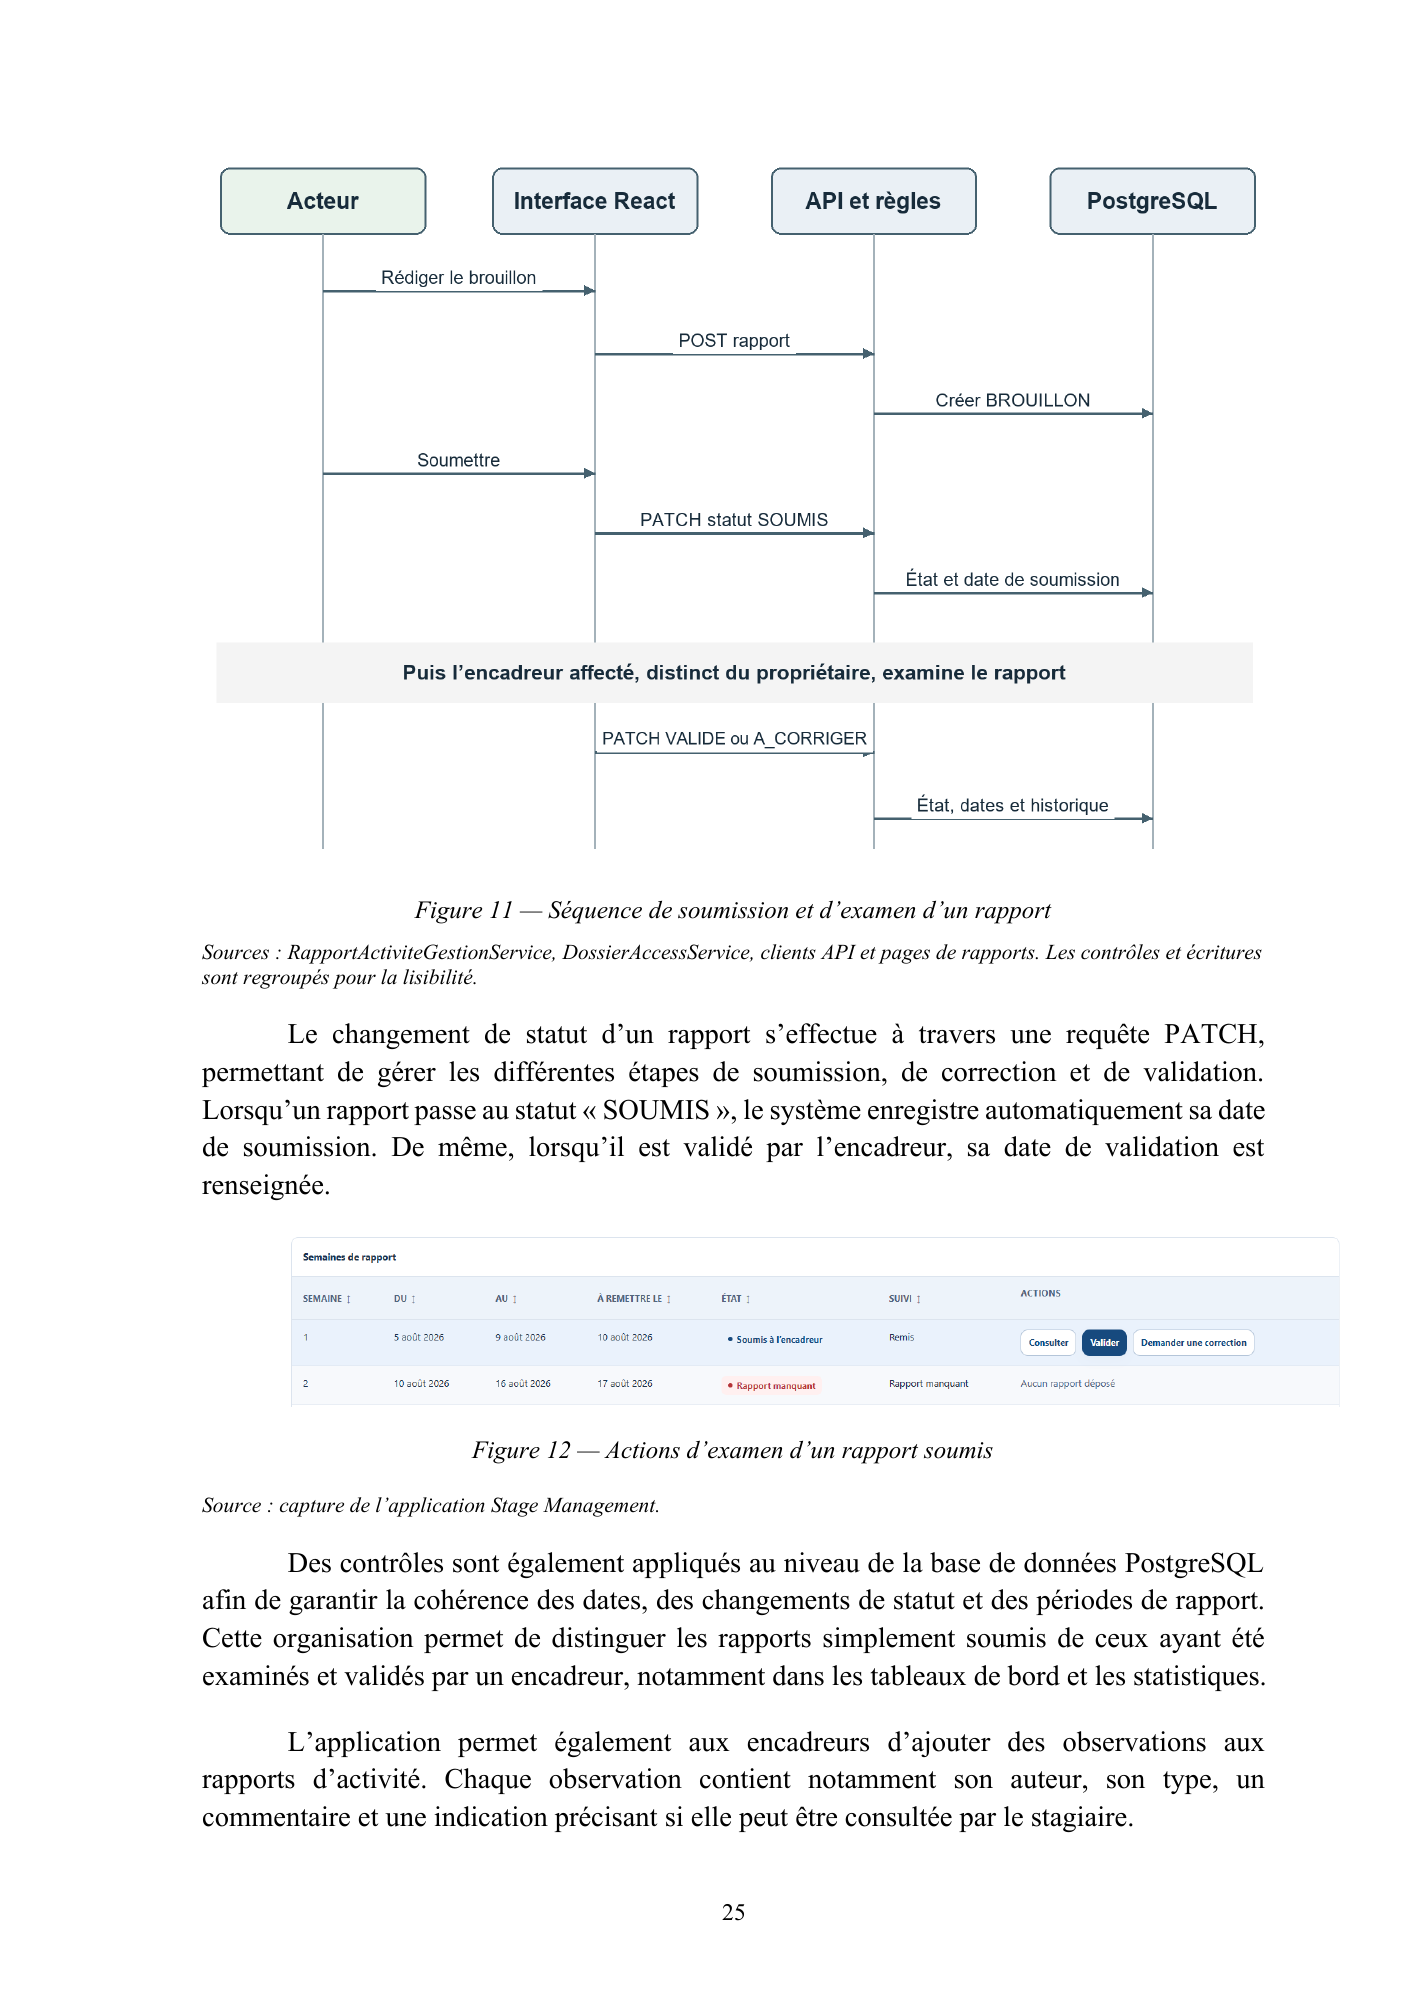 Acteur
Interface React
API et règles
PostgreSQL
Rédiger le brouillon
POST rapport
Créer BROUILLON
Soumettre
PATCH statut SOUMIS
État et date de soumission
Puis l’encadreur affecté, distinct du propriétaire, examine le rapport
PATCH VALIDE ou A_CORRIGER
État, dates et historique
Figure 11 — Séquence de soumission et d’examen d’un rapport
Sources : RapportActiviteGestionService, DossierAccessService, clients API et pages de rapports. Les contrôles et écritures
sont regroupés pour la lisibilité.
Le changement de statut d’un rapport s’effectue à travers une requête PATCH,
permettant de gérer les différentes étapes de soumission, de correction et de validation.
Lorsqu’un rapport passe au statut « SOUMIS », le système enregistre automatiquement sa date
de soumission. De même, lorsqu’il est validé par l’encadreur, sa date de validation est
renseignée.
Semaines de rapport
SEMAINE DU AU À REMETTRE LE ÉTAT SUIVI ACTIONS
1 5 août 2026 9 août 2026 10 août 2026 • Soumis à l’encadreur Remis Consulter Valider Demander une correction
2 10 août 2026 16 août 2026 17 août 2026 • Rapport manquant Rapport manquant Aucun rapport déposé
Figure 12 — Actions d’examen d’un rapport soumis
Source : capture de l’application Stage Management.
Des contrôles sont également appliqués au niveau de la base de données PostgreSQL
afin de garantir la cohérence des dates, des changements de statut et des périodes de rapport.
Cette organisation permet de distinguer les rapports simplement soumis de ceux ayant été
examinés et validés par un encadreur, notamment dans les tableaux de bord et les statistiques.
L’application permet également aux encadreurs d’ajouter des observations aux
rapports d’activité. Chaque observation contient notamment son auteur, son type, un
commentaire et une indication précisant si elle peut être consultée par le stagiaire.
25